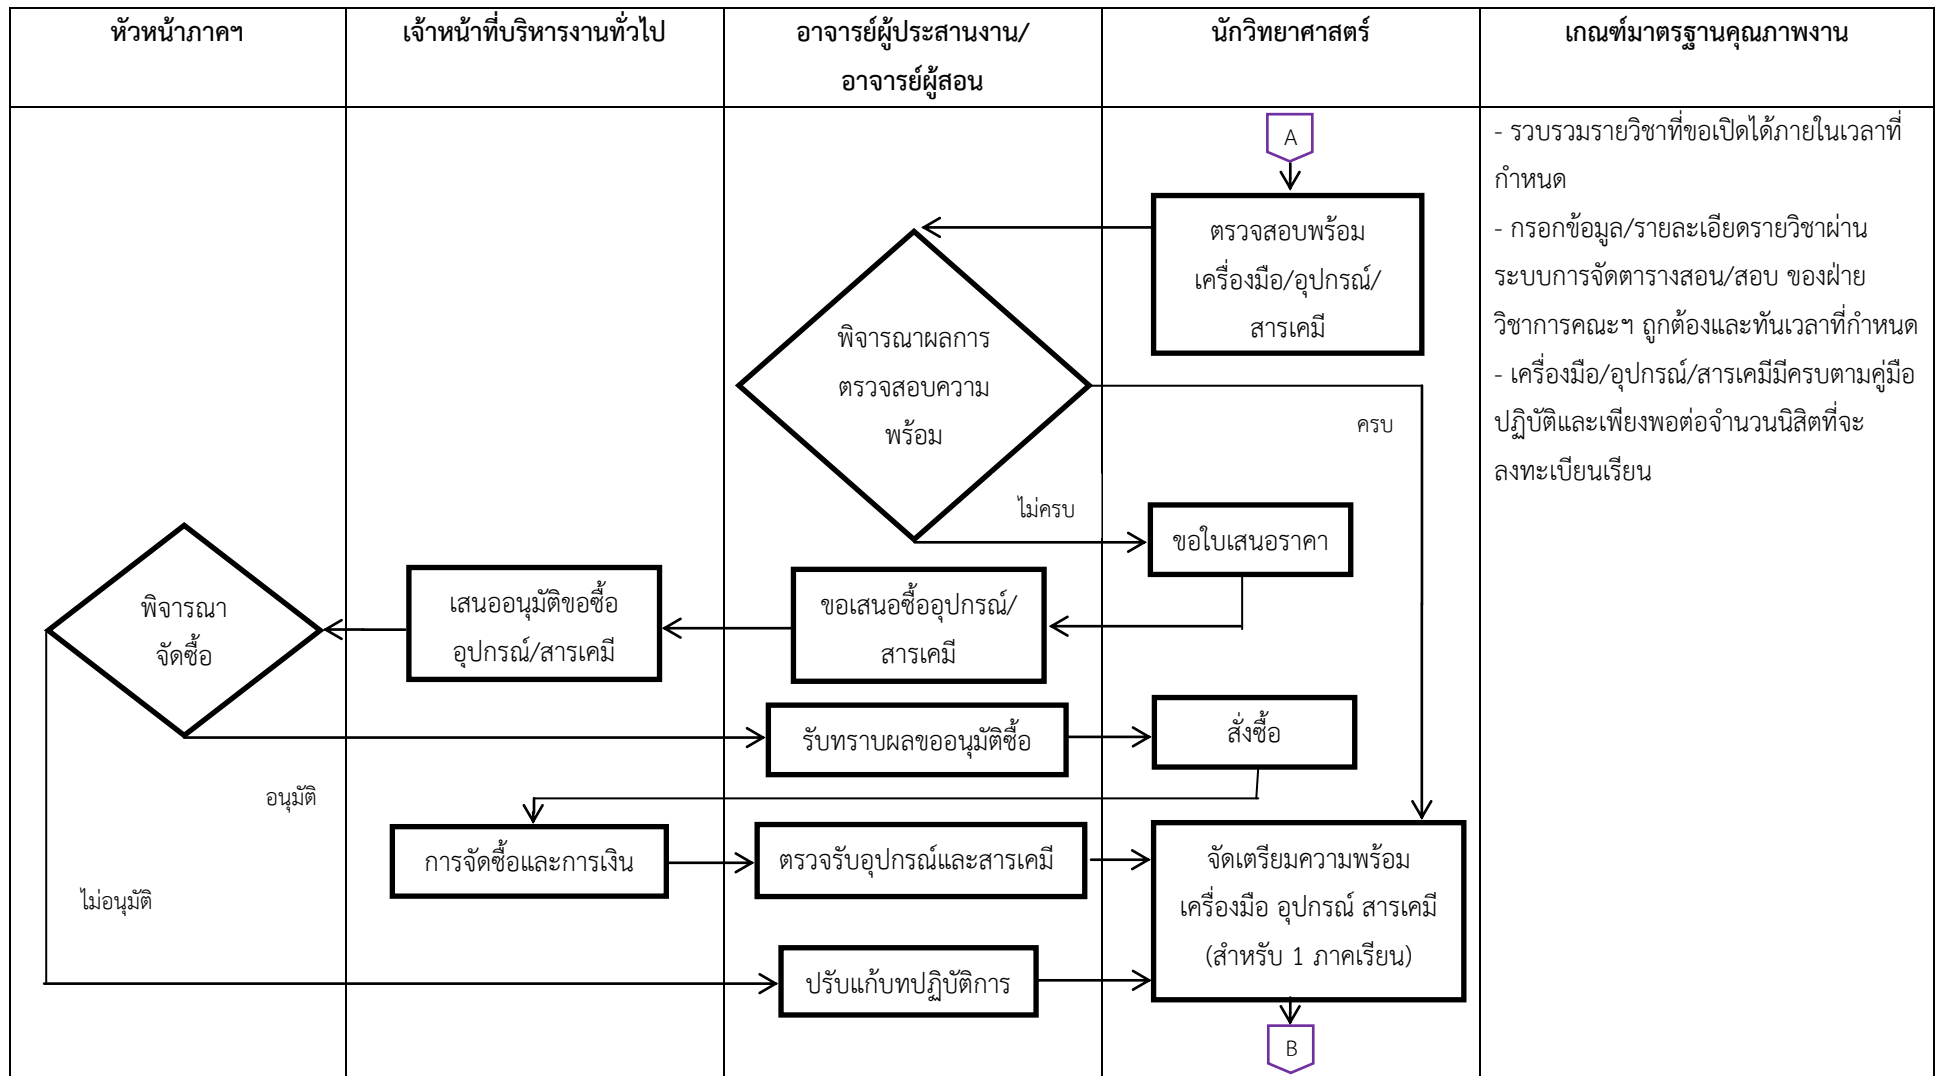 หัวหน้าภาคฯ
เจ้าหน้าที่บริหารงานทั่วไป
อาจารย์ผู้ประสานงาน/
อาจารย์ผู้สอน
นักวิทยาศาสตร์
เกณฑ์มาตรฐานคุณภาพงาน
A
ตรวจสอบพร้อม
เครื่องมือ/อุปกรณ์/
สารเคมี
พิจารณาผลการ
ตรวจสอบความ
พร้อม
ครบ
ไม่ครบ
ขอใบเสนอราคา
ขอเสนอซื้ออุปกรณ์/
สารเคมี
เสนออนุมัติขอซื้อ
อุปกรณ์/สารเคมี
พิจารณา
จัดซื้อ
รับทราบผลขออนุมัติซื้อ
สั่งซื้อ
อนุมัติ
การจัดซื้อและการเงิน
ตรวจรับอุปกรณ์และสารเคมี
จัดเตรียมความพร้อม
เครื่องมือ อุปกรณ์ สารเคมี
(สำหรับ 1 ภาคเรียน)
ไม่อนุมัติ
ปรับแก้บทปฏิบัติการ
B
- รวบรวมรายวิชาที่ขอเปิดได้ภายในเวลาที่
กำหนด
- กรอกข้อมูล/รายละเอียดรายวิชาผ่าน
ระบบการจัดตารางสอน/สอบ ของฝ่าย
วิชาการคณะฯ ถูกต้องและทันเวลาที่กำหนด
- เครื่องมือ/อุปกรณ์/สารเคมีมีครบตามคู่มือ
ปฏิบัติและเพียงพอต่อจำนวนนิสิตที่จะ
ลงทะเบียนเรียน